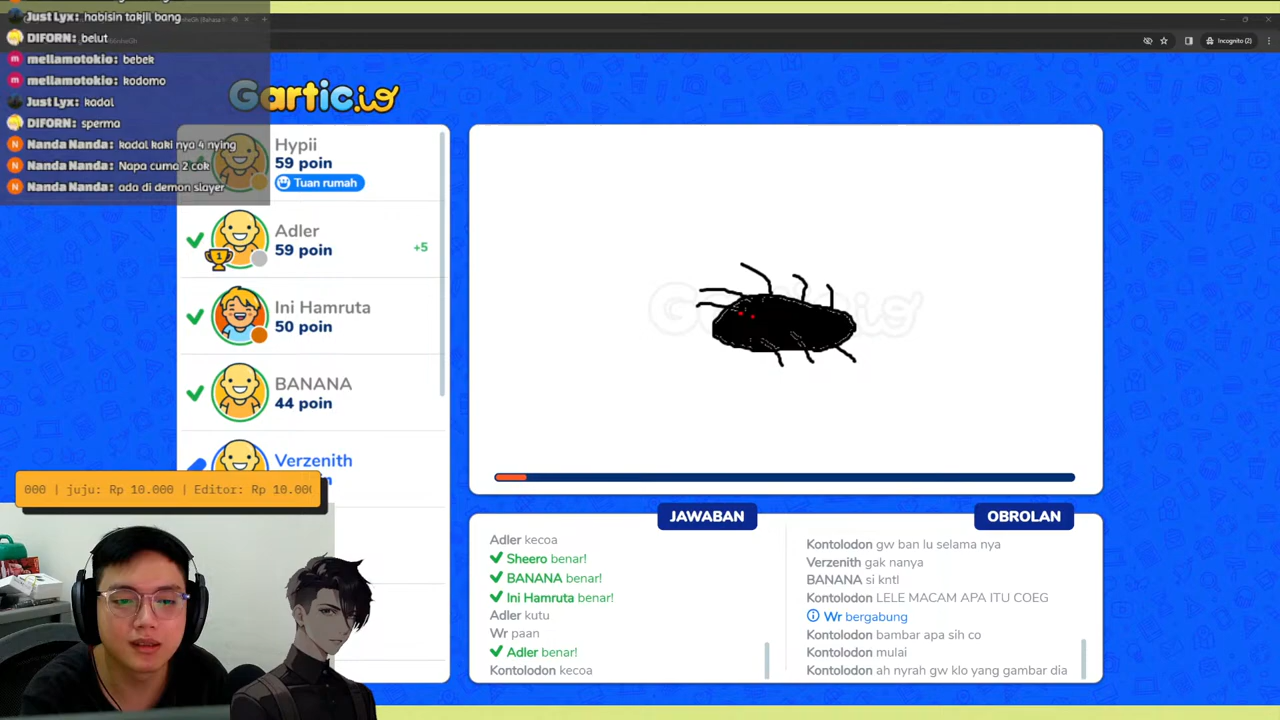 Just Lyx: habisin takjil bang
DIFORN: belut
mellamotokio: bebek
mellamotokio: kodomo
Just Lyx: kadal
DIFORN: sperma
Nanda Nanda: kadal kaki nya 4 nying
Nanda Nanda: Napa cuma 2 cok
Nanda Nanda: ada di demon slayer
Incognito (2)
Gartic.io
Hypii
59 poin
Tuan rumah
Adler
59 poin
+5
1
Ini Hamruta
50 poin
BANANA
44 poin
Verzenith
000 | juju: Rp 10.000 | Editor: Rp 10.000
JAWABAN
Adler kecoa
Sheero benar!
BANANA benar!
Ini Hamruta benar!
Adler kutu
Wr paan
Adler benar!
Kontolodon kecoa
OBROLAN
Kontolodon gw ban lu selama nya
Verzenith gak nanya
BANANA si kntl
Kontolodon LELE MACAM APA ITU COEG
Wr bergabung
Kontolodon bambar apa sih co
Kontolodon mulai
Kontolodon ah nyrah gw klo yang gambar dia